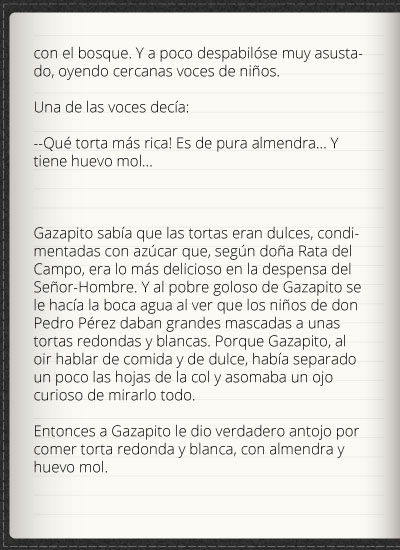 con el bosque. Y a poco despabilóse muy asusta-
do, oyendo cercanas voces de niños.
Una de las voces decía:
--Qué torta más rica! Es de pura almendra... Y
tiene huevo mol...
Gazapito sabía que las tortas eran dulces, condi-
mentadas con azúcar que, según doña Rata del
Campo, era lo más delicioso en la despensa del
Señor-Hombre. Y al pobre goloso de Gazapito se
le hacía la boca agua al ver que los niños de don
Pedro Pérez daban grandes mascadas a unas
tortas redondas y blancas. Porque Gazapito, al
oir hablar de comida y de dulce, había separado
un poco las hojas de la col y asomaba un ojo
curioso de mirarlo todo.
Entonces a Gazapito le dio verdadero antojo por
comer torta redonda y blanca, con almendra y
huevo mol.